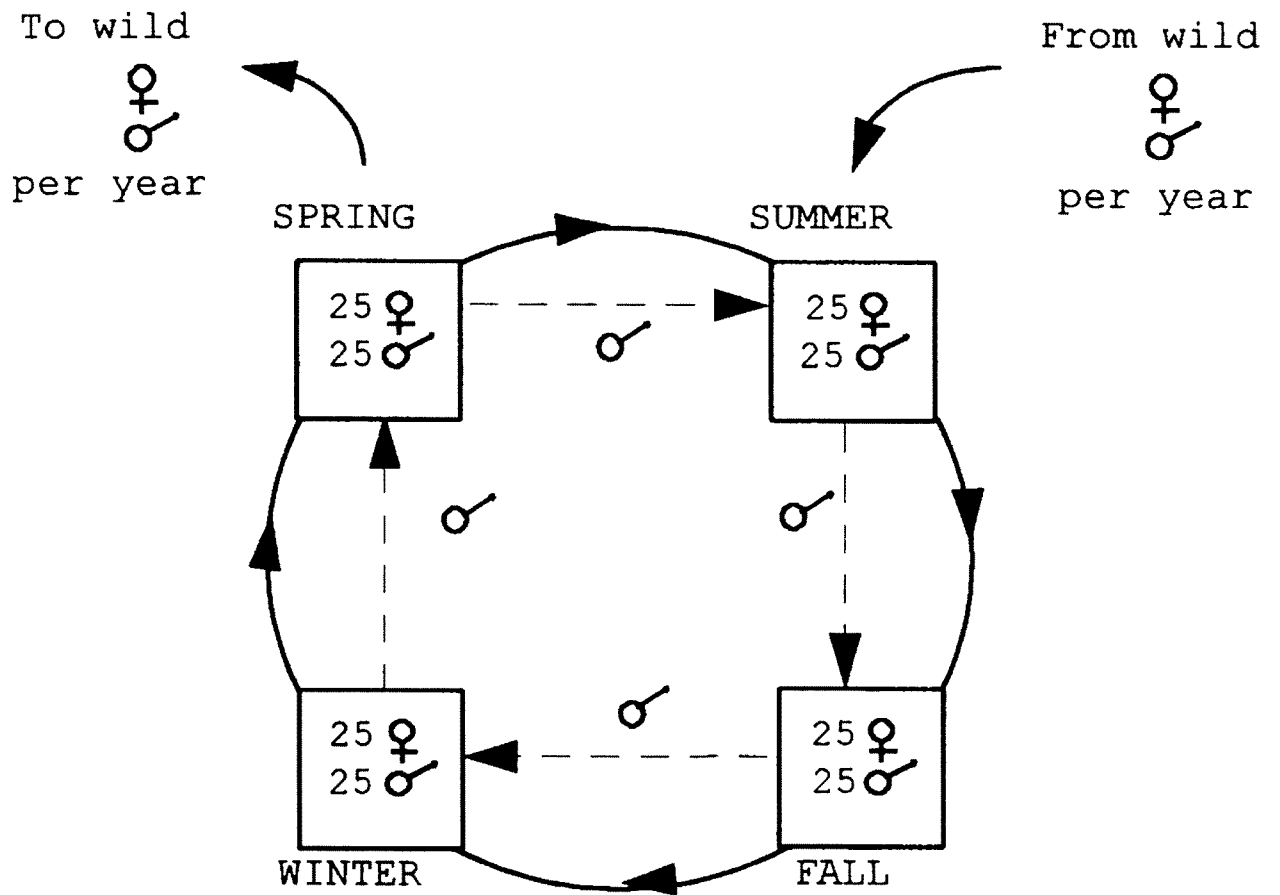 To wild
♀
♂
per year
From wild
♀
♂
per year
SPRING
SUMMER
25 ♀
25 ♂
25 ♀
25 ♂
♂
♂
♂
♂
25 ♀
25 ♂
25 ♀
25 ♂
WINTER
FALL